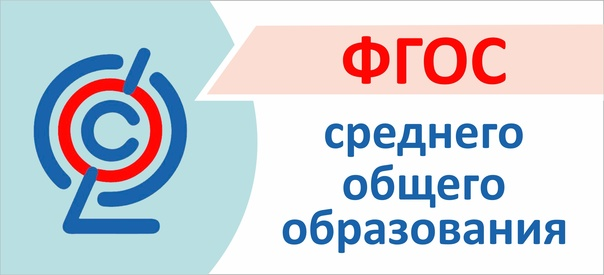 ФГОС
среднего
общего
образования